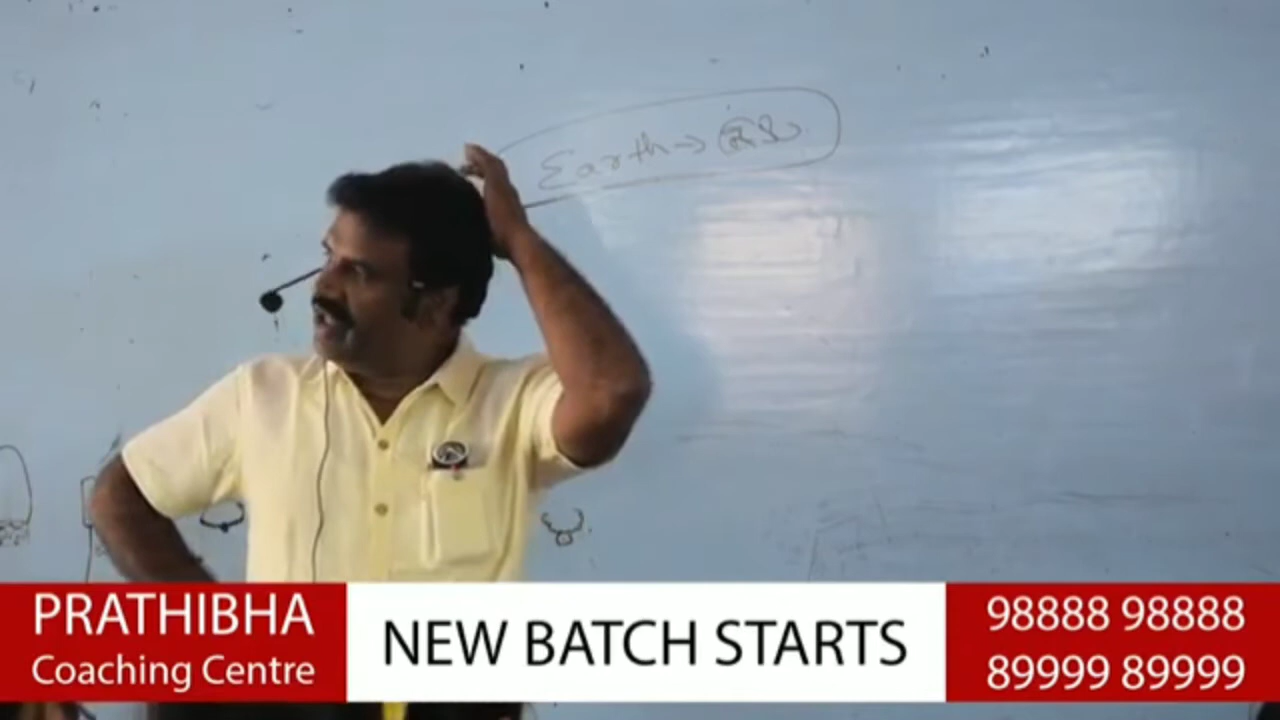 Earth →
PRATHIBHA
Coaching Centre
NEW BATCH STARTS
98888 98888
89999 89999